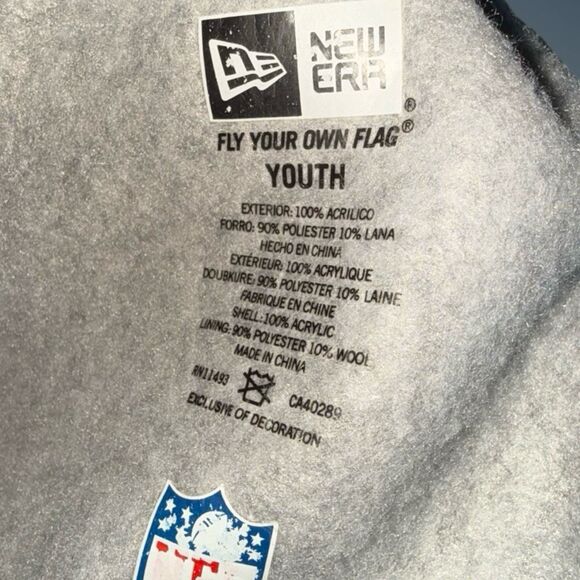 NEW
ERA®
FLY YOUR OWN FLAG®
YOUTH
EXTERIOR: 100% ACRILICO
FORRO: 90% POLIESTER 10% LANA
HECHO EN CHINA
EXTÉRIEUR: 100% ACRYLIQUE
DOUBKURE: 90% POLYESTER 10% LAINE
FABRIQUE EN CHINE
SHELL: 100% ACRYLIC
LINING: 90% POLYESTER 10% WOOL
MADE IN CHINA
RN11493 CA40289
EXCLUSIVE OF DECORATION